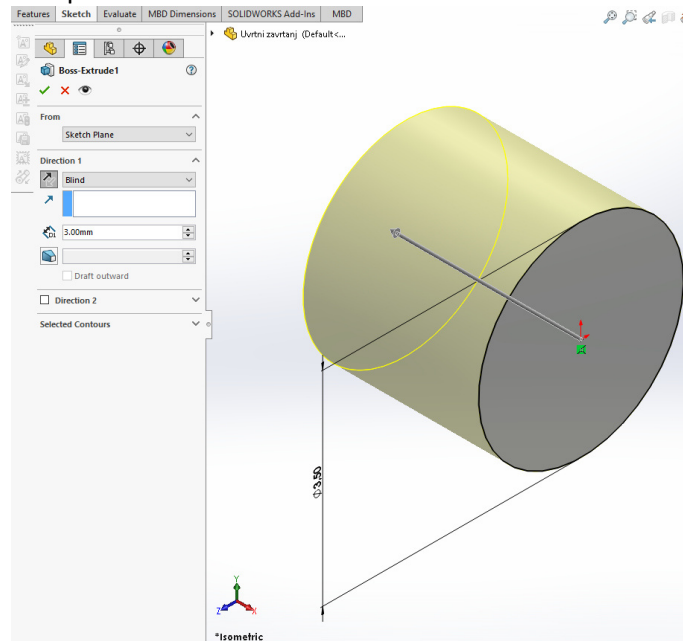 Features Sketch Evaluate MBD Dimensions SOLIDWORKS Add-Ins MBD
Uvrtni zavrtanj (Default<...
Boss-Extrude1
From
Sketch Plane
Direction 1
Blind
3.00mm
Draft outward
Direction 2
Selected Contours
Φ3.50
Y
Z
X
*Isometric